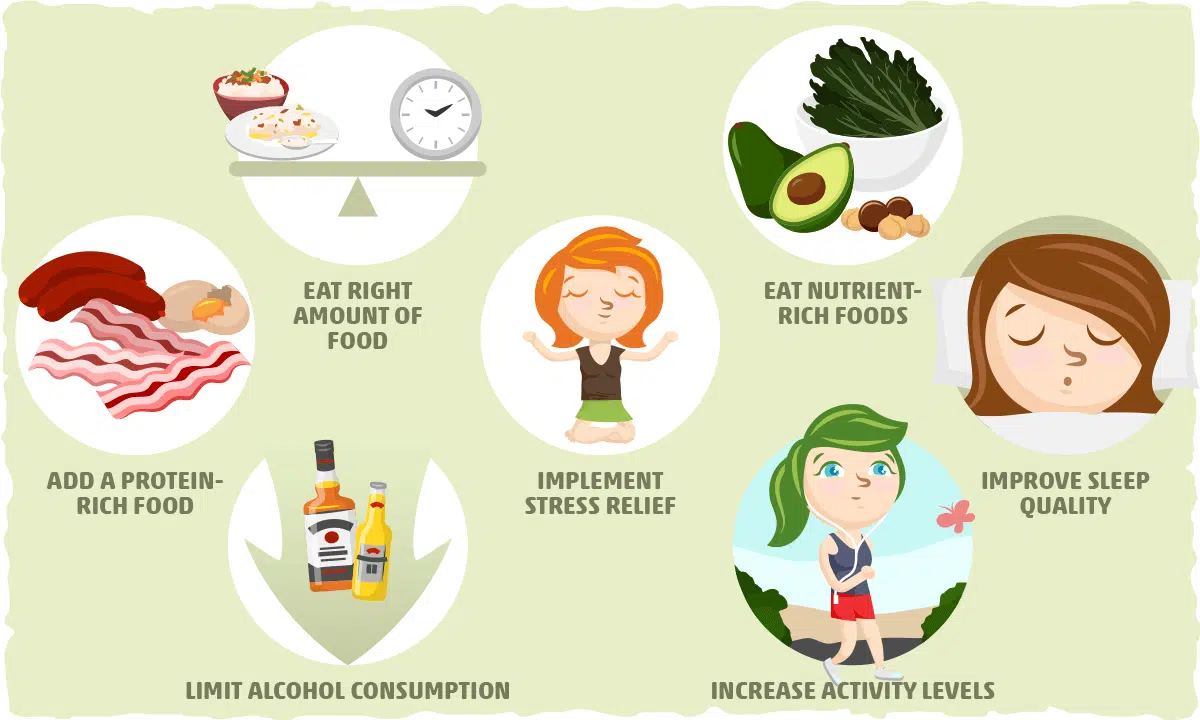 EAT RIGHT
AMOUNT OF
FOOD
EAT NUTRIENT-
RICH FOODS
ADD A PROTEIN-
RICH FOOD
IMPLEMENT
STRESS RELIEF
IMPROVE SLEEP
QUALITY
LIMIT ALCOHOL CONSUMPTION
INCREASE ACTIVITY LEVELS